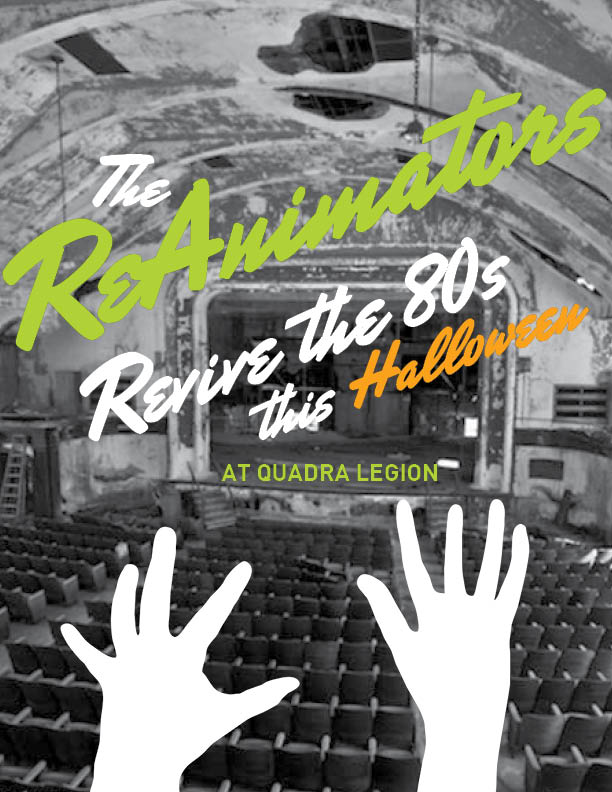 The
ReAnimators
Revive the 80s
this Halloween
AT QUADRA LEGION